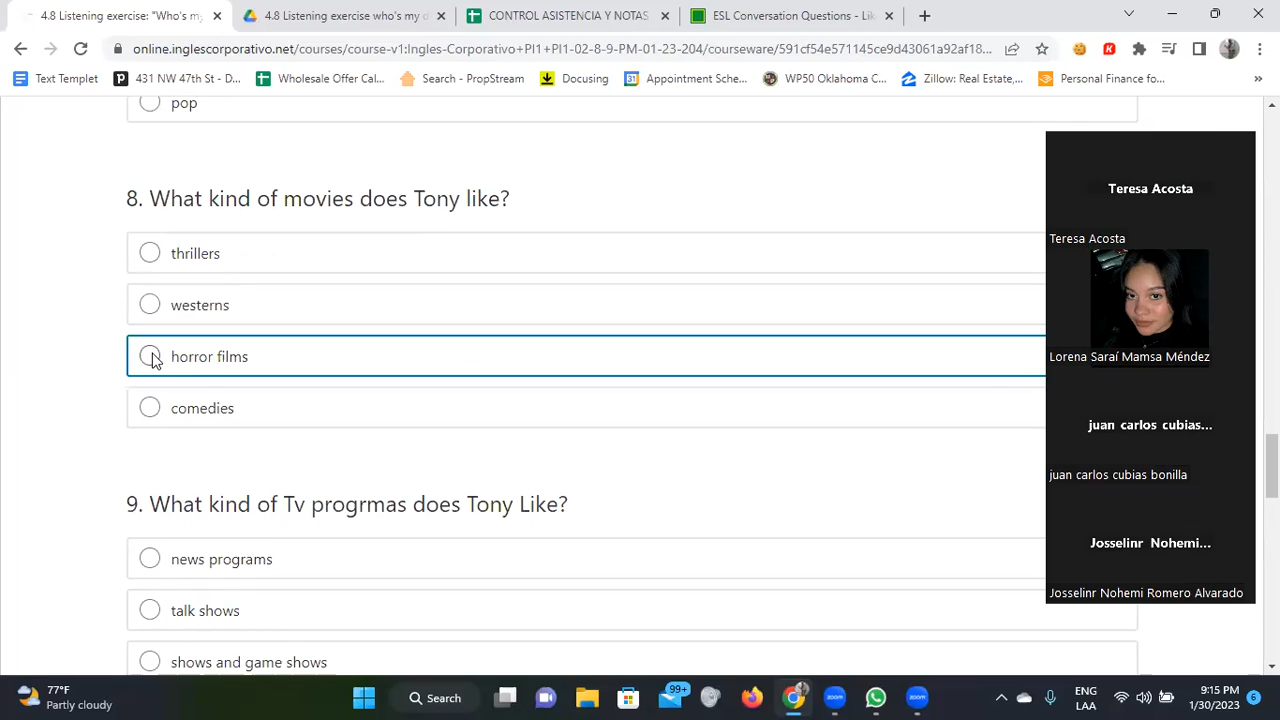 4.8 Listening exercise: "Who's my
4.8 Listening exercise who's my d
CONTROL ASISTENCIA Y NOTAS
ESL Conversation Questions - Lik
online.inglescorporativo.net/courses/course-v1:Ingles-Corporativo+PI1+PI1-02-8-9-PM-01-23-204/courseware/591cf54e571145ce9d43061a92af18...
Text Templet
431 NW 47th St - D...
Wholesale Offer Cal...
Search - PropStream
Docusing
Appointment Sche...
WP50 Oklahoma C...
Zillow: Real Estate,...
Personal Finance fo...
»
pop
8. What kind of movies does Tony like?
thrillers
westerns
horror films
comedies
9. What kind of Tv progrmas does Tony Like?
news programs
talk shows
shows and game shows
Teresa Acosta
Teresa Acosta
Lorena Saraí Mamsa Méndez
juan carlos cubias...
juan carlos cubias bonilla
Josselinr Nohemi...
Josselinr Nohemi Romero Alvarado
77°F
Partly cloudy
Search
99+
zoom
zoom
ENG
LAA
9:15 PM
1/30/2023
6